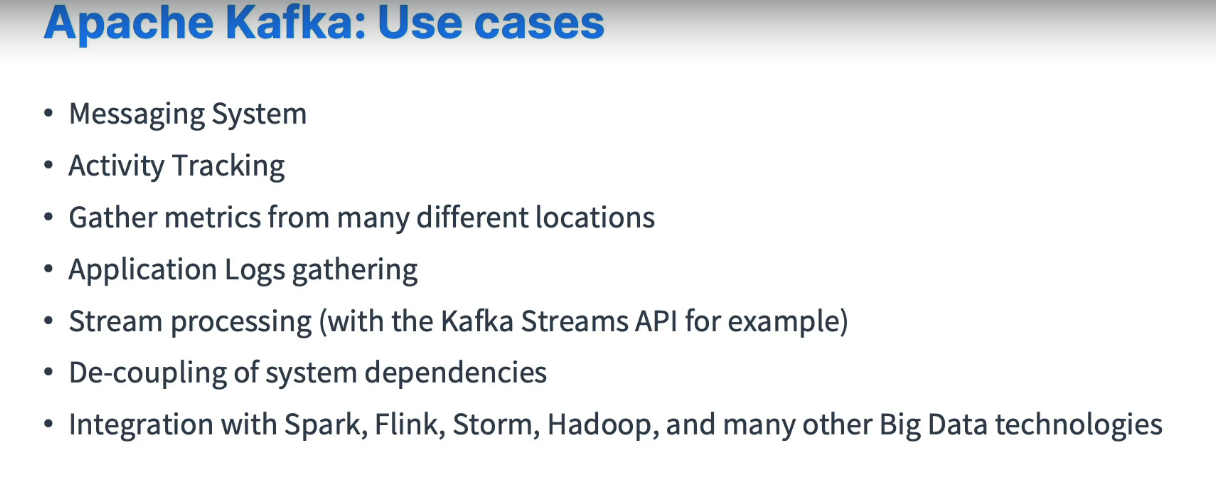 Apache Kafka: Use cases
• Messaging System
• Activity Tracking
• Gather metrics from many different locations
• Application Logs gathering
• Stream processing (with the Kafka Streams API for example)
• De-coupling of system dependencies
• Integration with Spark, Flink, Storm, Hadoop, and many other Big Data technologies